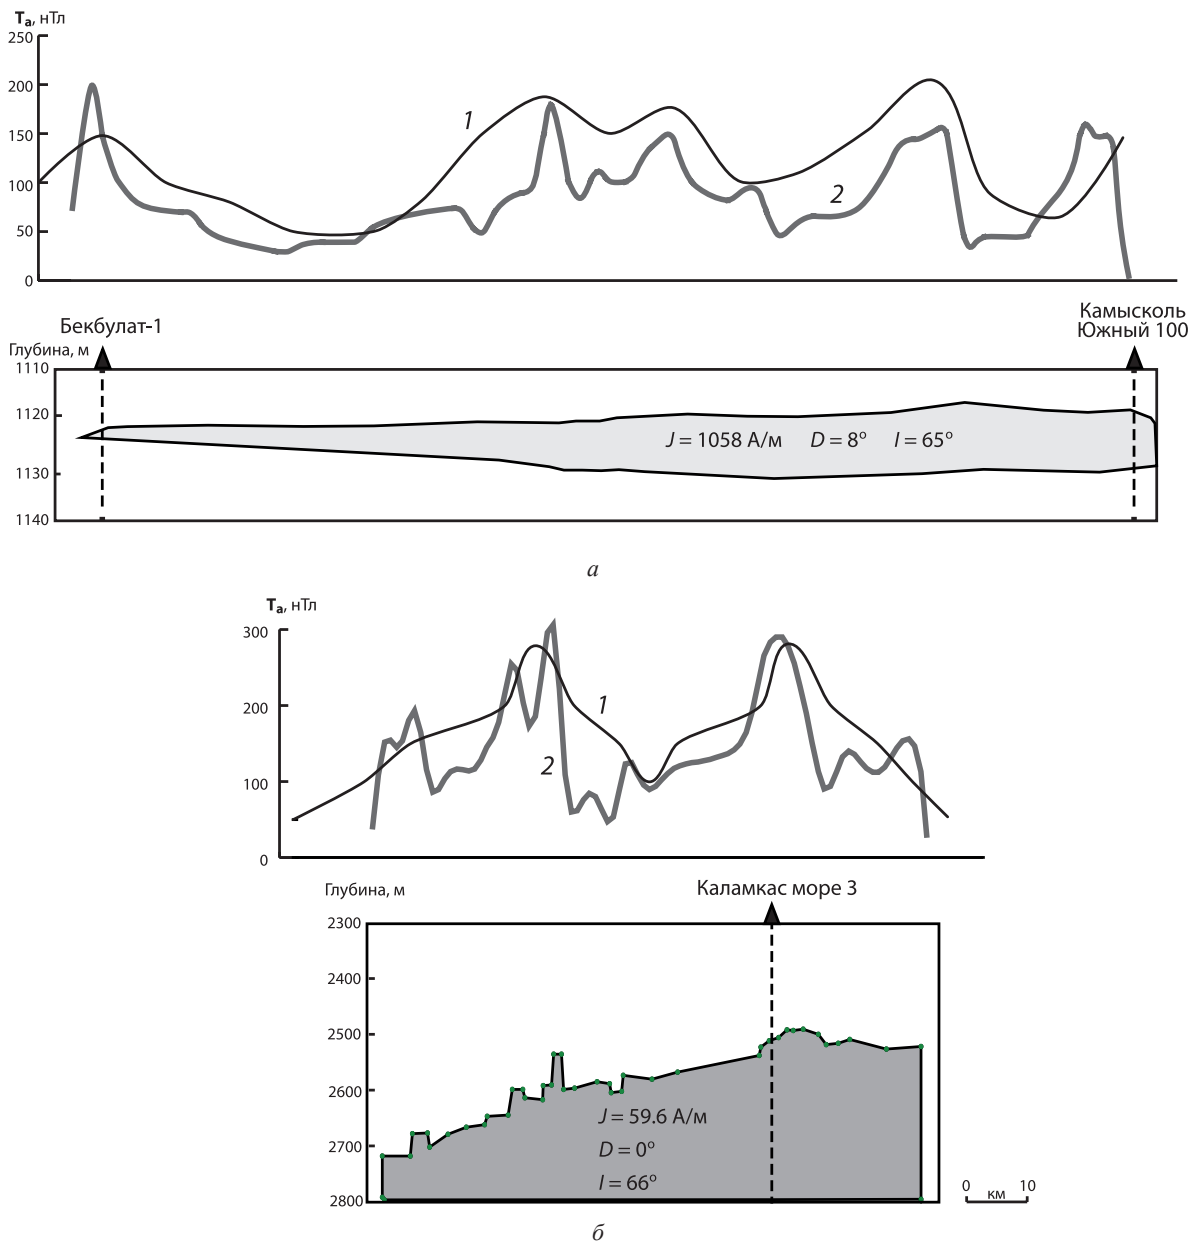 Tₐ, нТл
250
200
150
100
50
0
1
2
Бекбулат-1
Камысколь
Южный 100
Глубина, м
1110
1120
1130
1140
J = 1058 А/м D = 8° I = 65°
а
Tₐ, нТл
300
200
100
0
1
2
Глубина, м
Каламкас море 3
2300
2400
2500
2600
2700
2800
J = 59.6 А/м
D = 0°
I = 66°
0 км 10
б